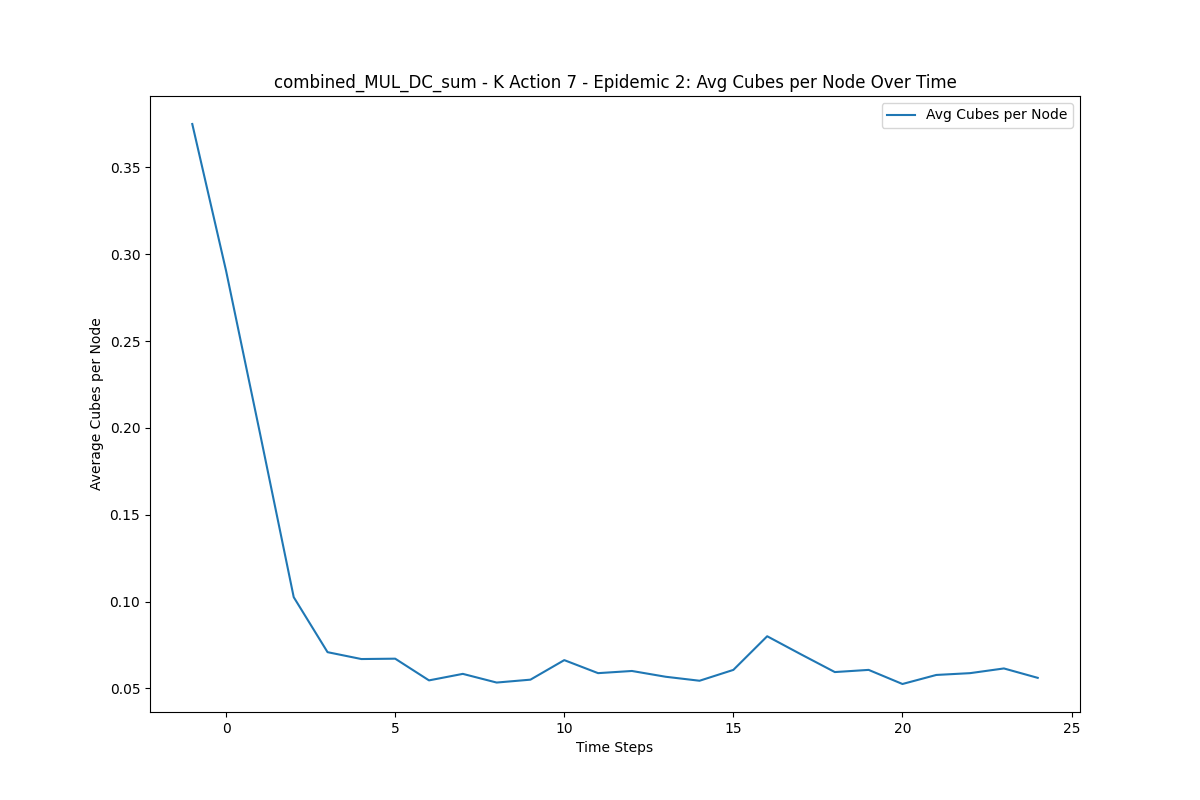 combined_MUL_DC_sum - K Action 7 - Epidemic 2: Avg Cubes per Node Over Time
Avg Cubes per Node
Average Cubes per Node
0.35
0.30
0.25
0.20
0.15
0.10
0.05
0 5 10 15 20 25
Time Steps